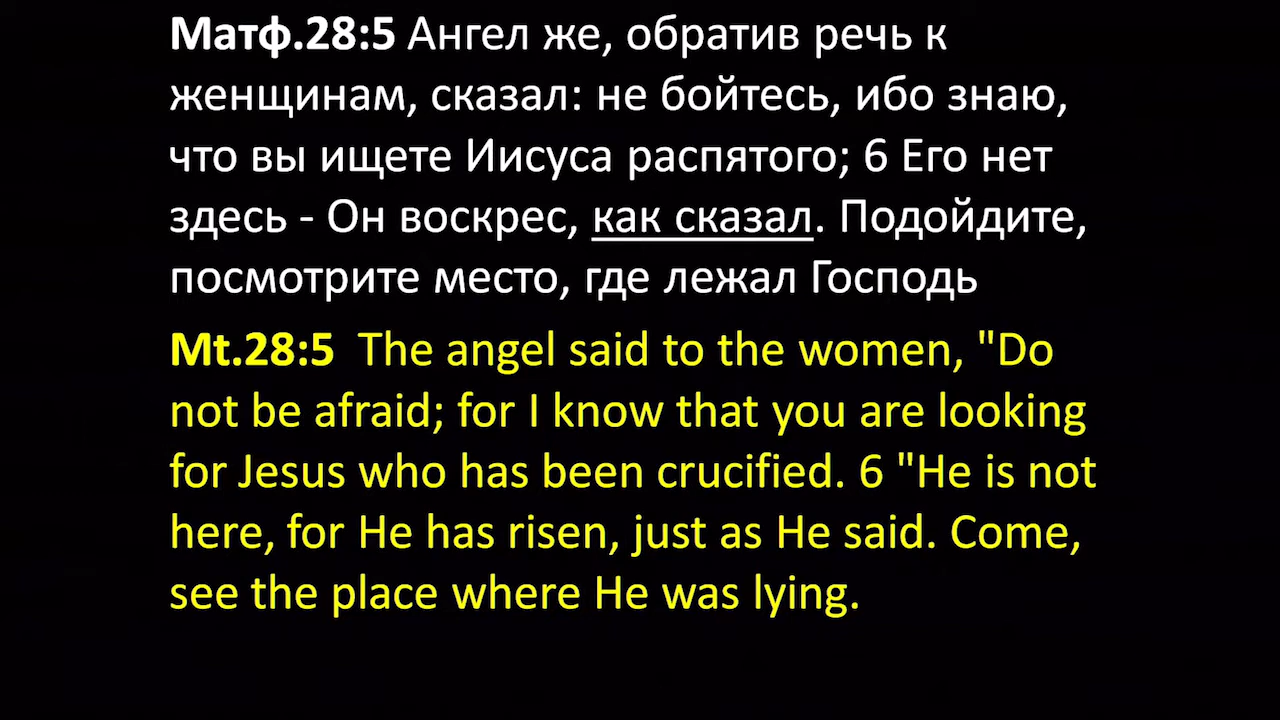 Матф.28:5 Ангел же, обратив речь к
женщинам, сказал: не бойтесь, ибо знаю,
что вы ищете Иисуса распятого; 6 Его нет
здесь - Он воскрес, как сказал. Подойдите,
посмотрите место, где лежал Господь
Mt.28:5  The angel said to the women, "Do
not be afraid; for I know that you are looking
for Jesus who has been crucified. 6 "He is not
here, for He has risen, just as He said. Come,
see the place where He was lying.